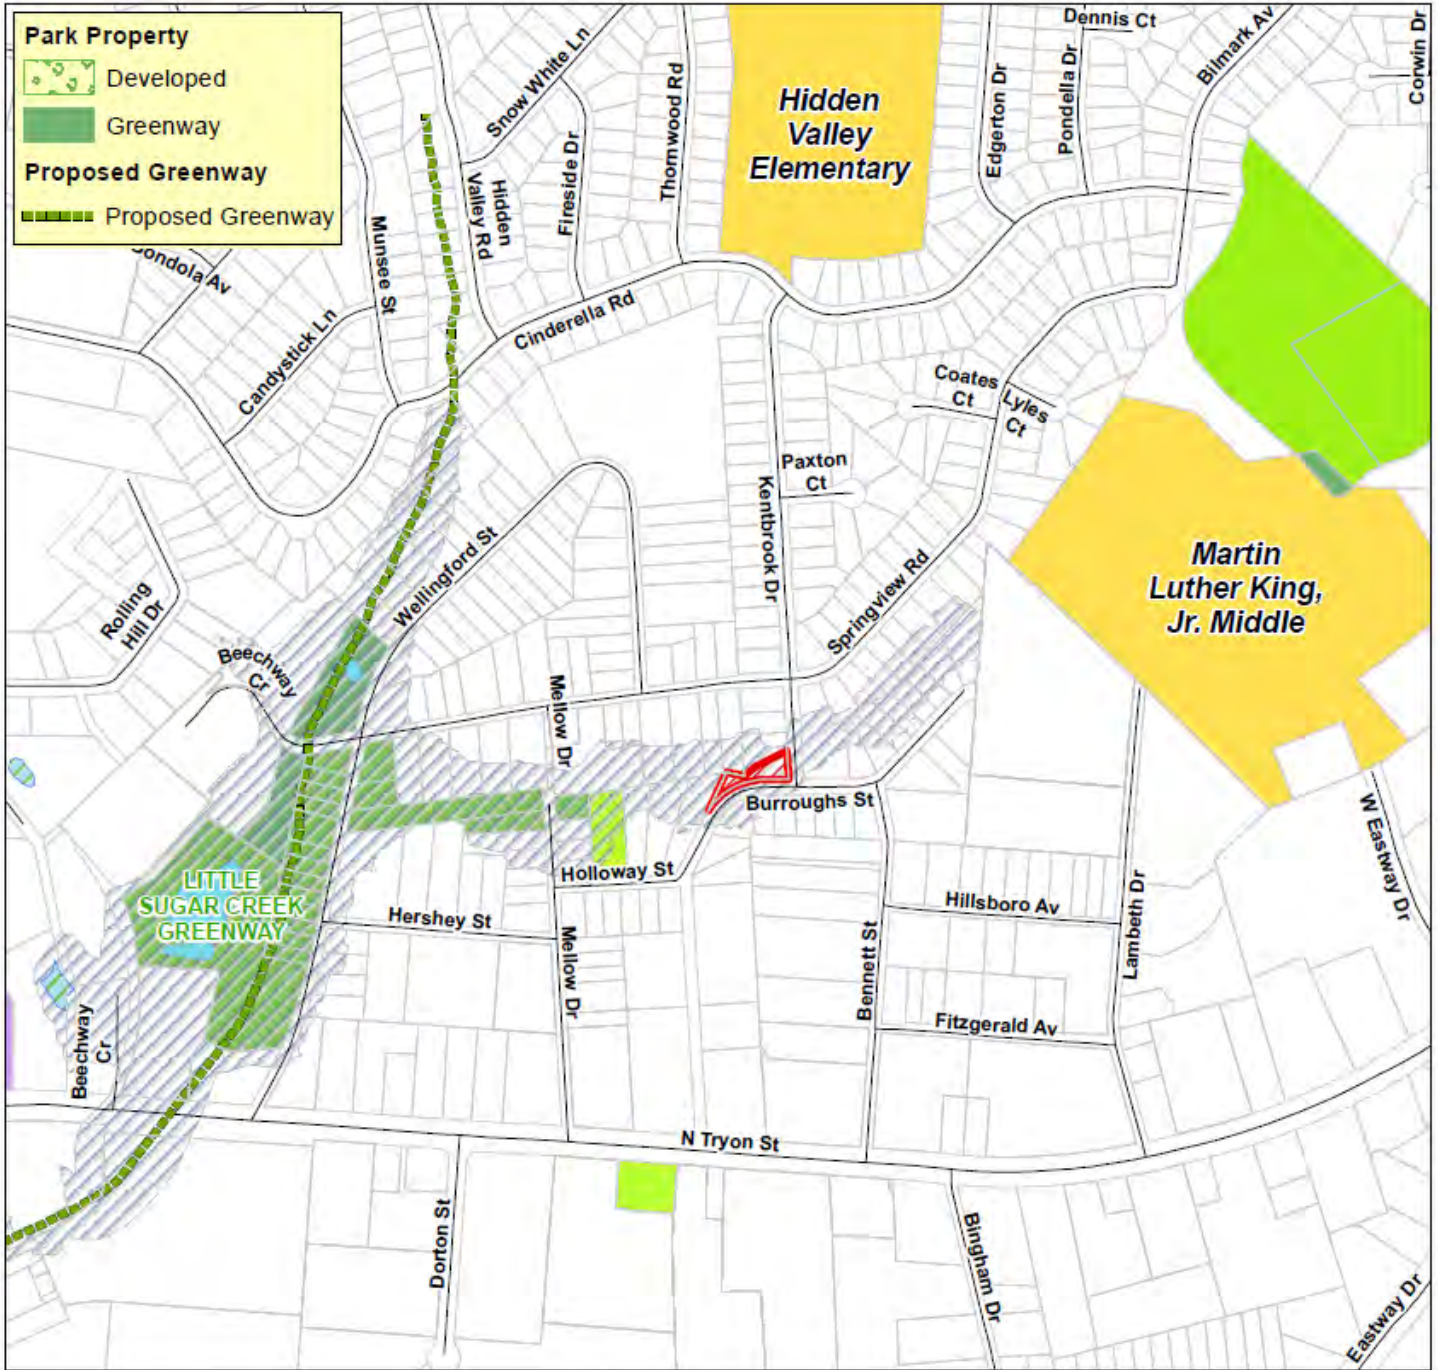 Park Property
Developed
Greenway
Proposed Greenway
Proposed Greenway
Dennis Ct
Bilmark Av
Corwin Dr
Snow White Ln
Thornwood Rd
Hidden
Valley
Elementary
Edgerton Dr
Pondella Dr
Fireside Dr
Hidden
Valley Rd
Munsee St
Gondola Av
Candystick Ln
Cinderella Rd
Coates
Ct
Lyles
Ct
Paxton
Ct
Kentbrook Dr
Wellingford St
Springview Rd
Martin
Luther King,
Jr. Middle
Rolling
Hill Dr
Beechway
Cr
Mellow Dr
Burroughs St
W Eastway Dr
Holloway St
LITTLE
SUGAR CREEK
GREENWAY
Hershey St
Hillsboro Av
Lambeth Dr
Mellow Dr
Bennett St
Fitzgerald Av
Beechway
Cr
N Tryon St
Dorton St
Bingham Dr
Eastway Dr